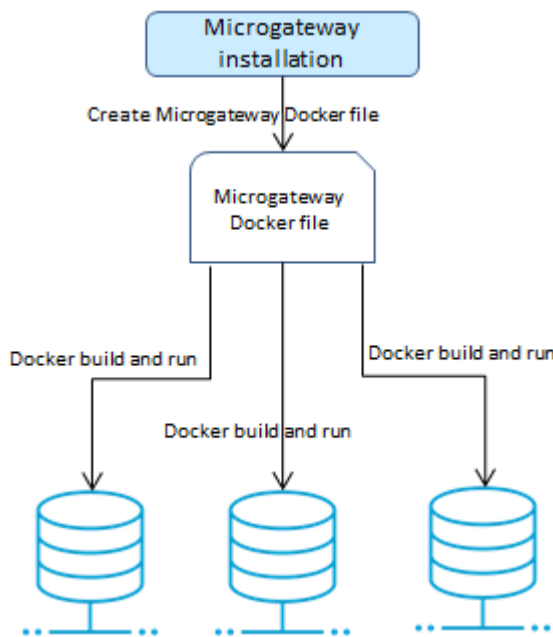 Microgateway
installation
Create Microgateway Docker file
Microgateway
Docker file
Docker build and run
Docker build and run
Docker build and run